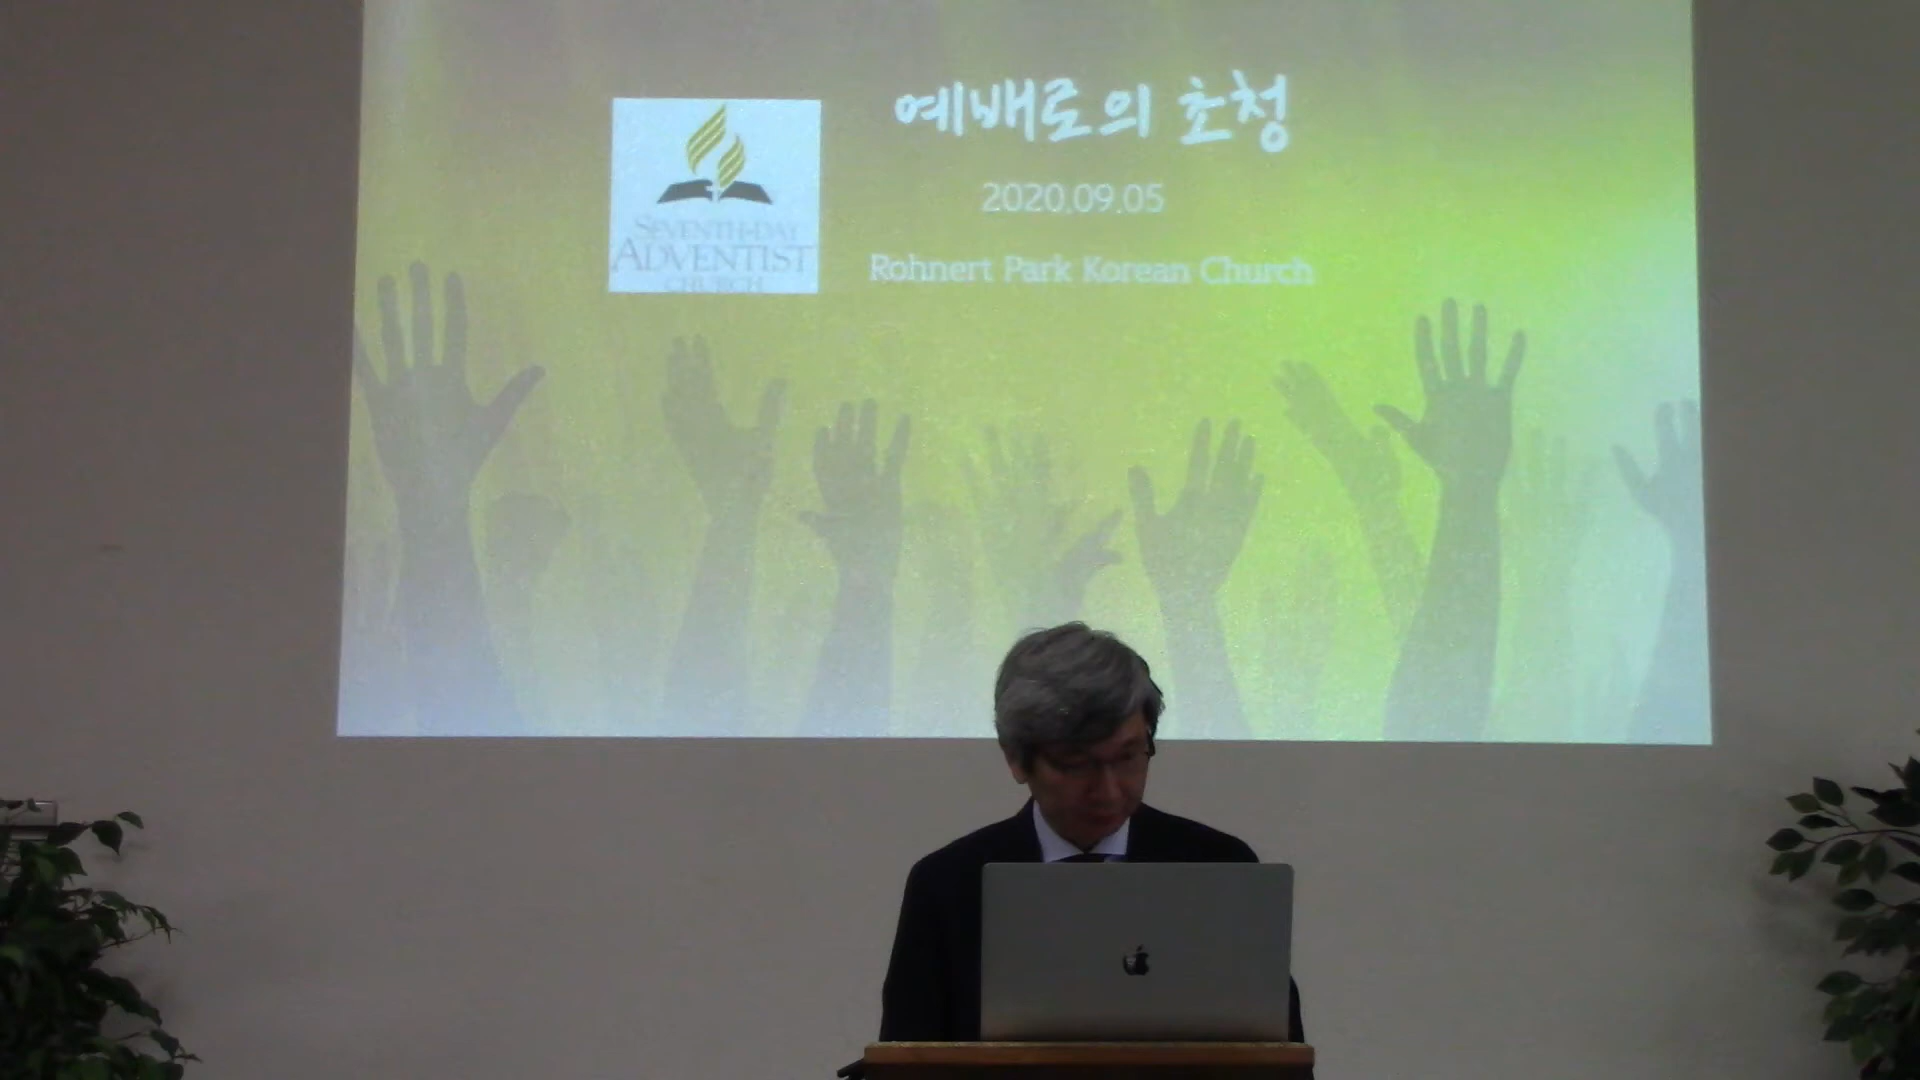 예배로의 초청
2020.09.05
Rohnert Park Korean Church
SEVENTH-DAY
ADVENTIST
CHURCH